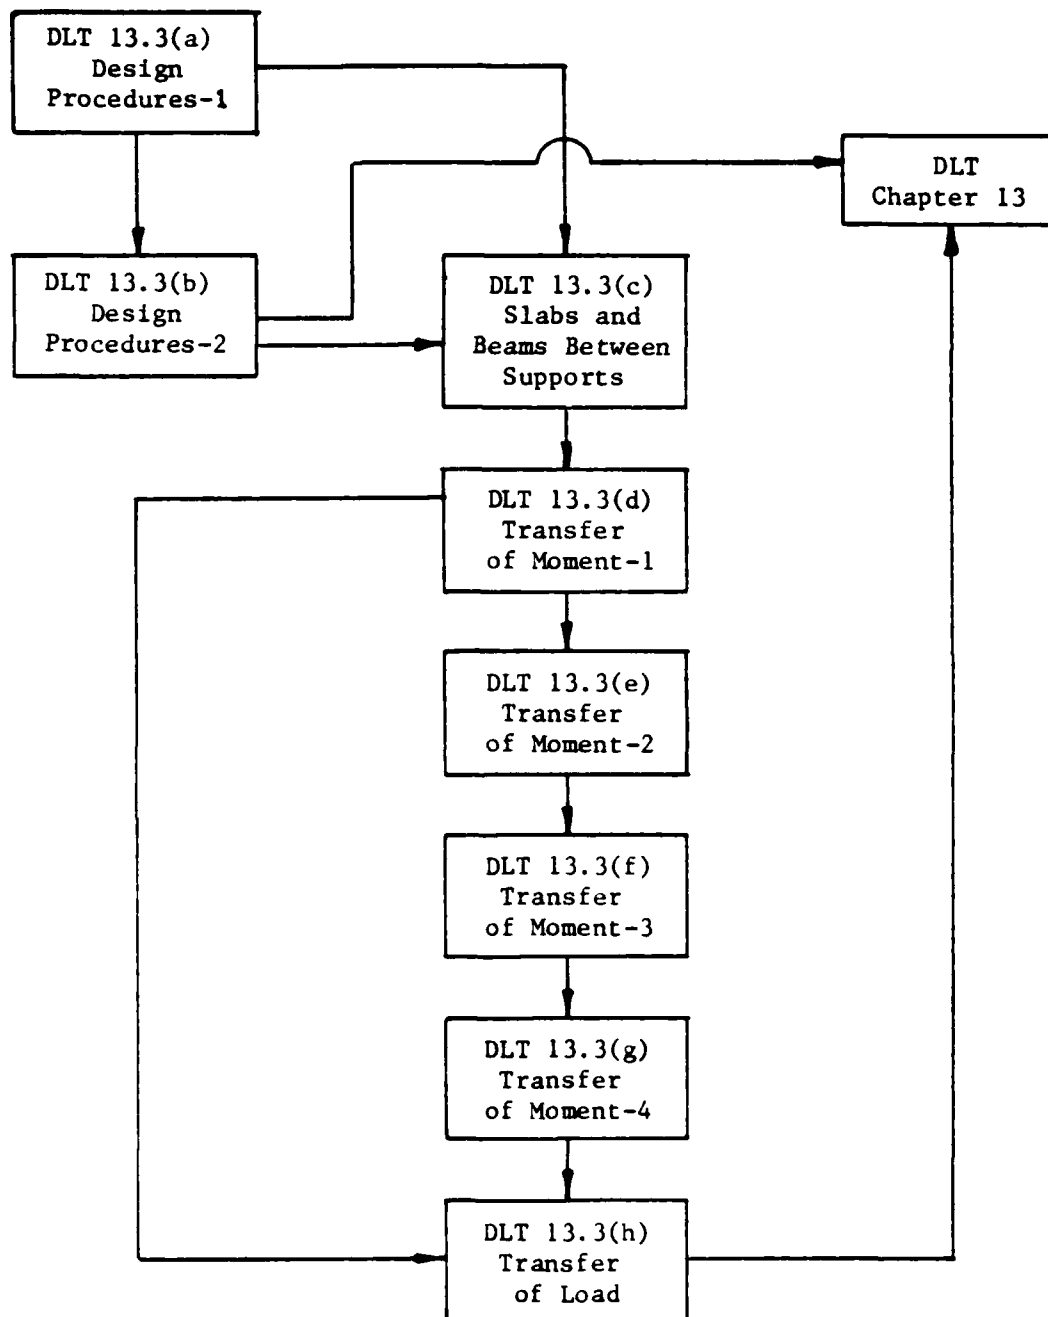 DLT 13.3(a)
Design
Procedures-1
DLT
Chapter 13
DLT 13.3(b)
Design
Procedures-2
DLT 13.3(c)
Slabs and
Beams Between
Supports
DLT 13.3(d)
Transfer
of Moment-1
DLT 13.3(e)
Transfer
of Moment-2
DLT 13.3(f)
Transfer
of Moment-3
DLT 13.3(g)
Transfer
of Moment-4
DLT 13.3(h)
Transfer
of Load